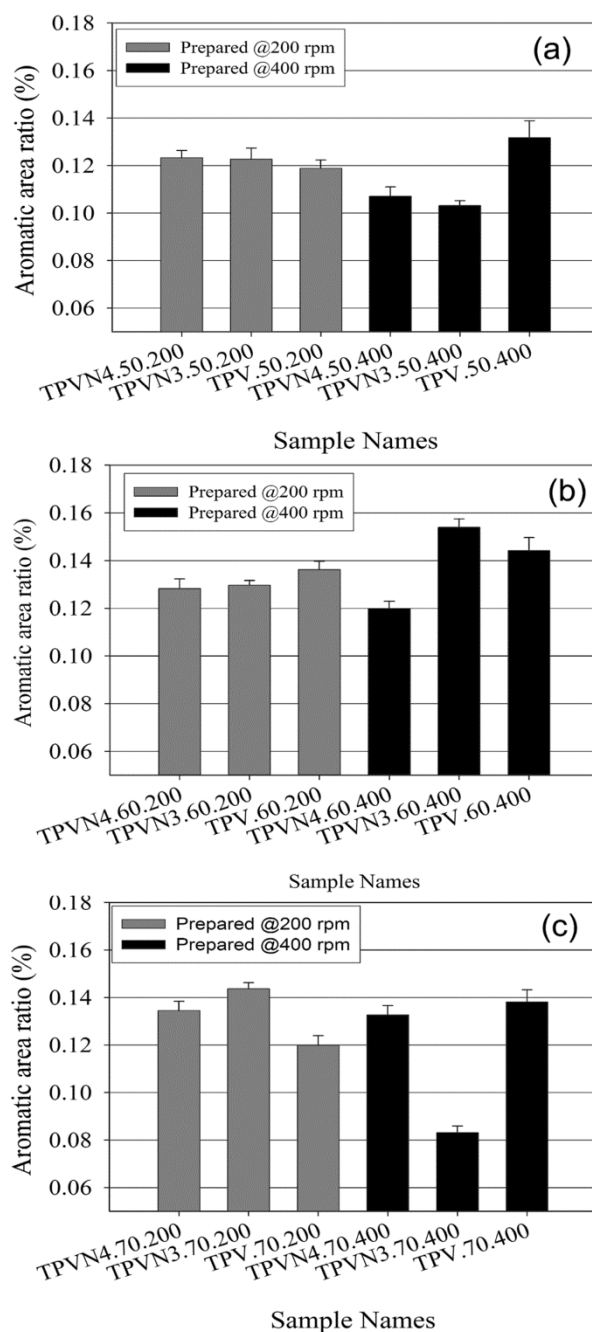 0.18
0.16
0.14
0.12
0.10
0.08
0.06
Aromatic area ratio (%)
Prepared @200 rpm
Prepared @400 rpm
(a)
TPVN4.50.200
TPVN3.50.200
TPV.50.200
TPVN4.50.400
TPVN3.50.400
TPV.50.400
Sample Names
0.18
0.16
0.14
0.12
0.10
0.08
0.06
Aromatic area ratio (%)
Prepared @200 rpm
Prepared @400 rpm
(b)
TPVN4.60.200
TPVN3.60.200
TPV.60.200
TPVN4.60.400
TPVN3.60.400
TPV.60.400
Sample Names
0.18
0.16
0.14
0.12
0.10
0.08
0.06
Aromatic area ratio (%)
Prepared @200 rpm
Prepared @400 rpm
(c)
TPVN4.70.200
TPVN3.70.200
TPV.70.200
TPVN4.70.400
TPVN3.70.400
TPV.70.400
Sample Names